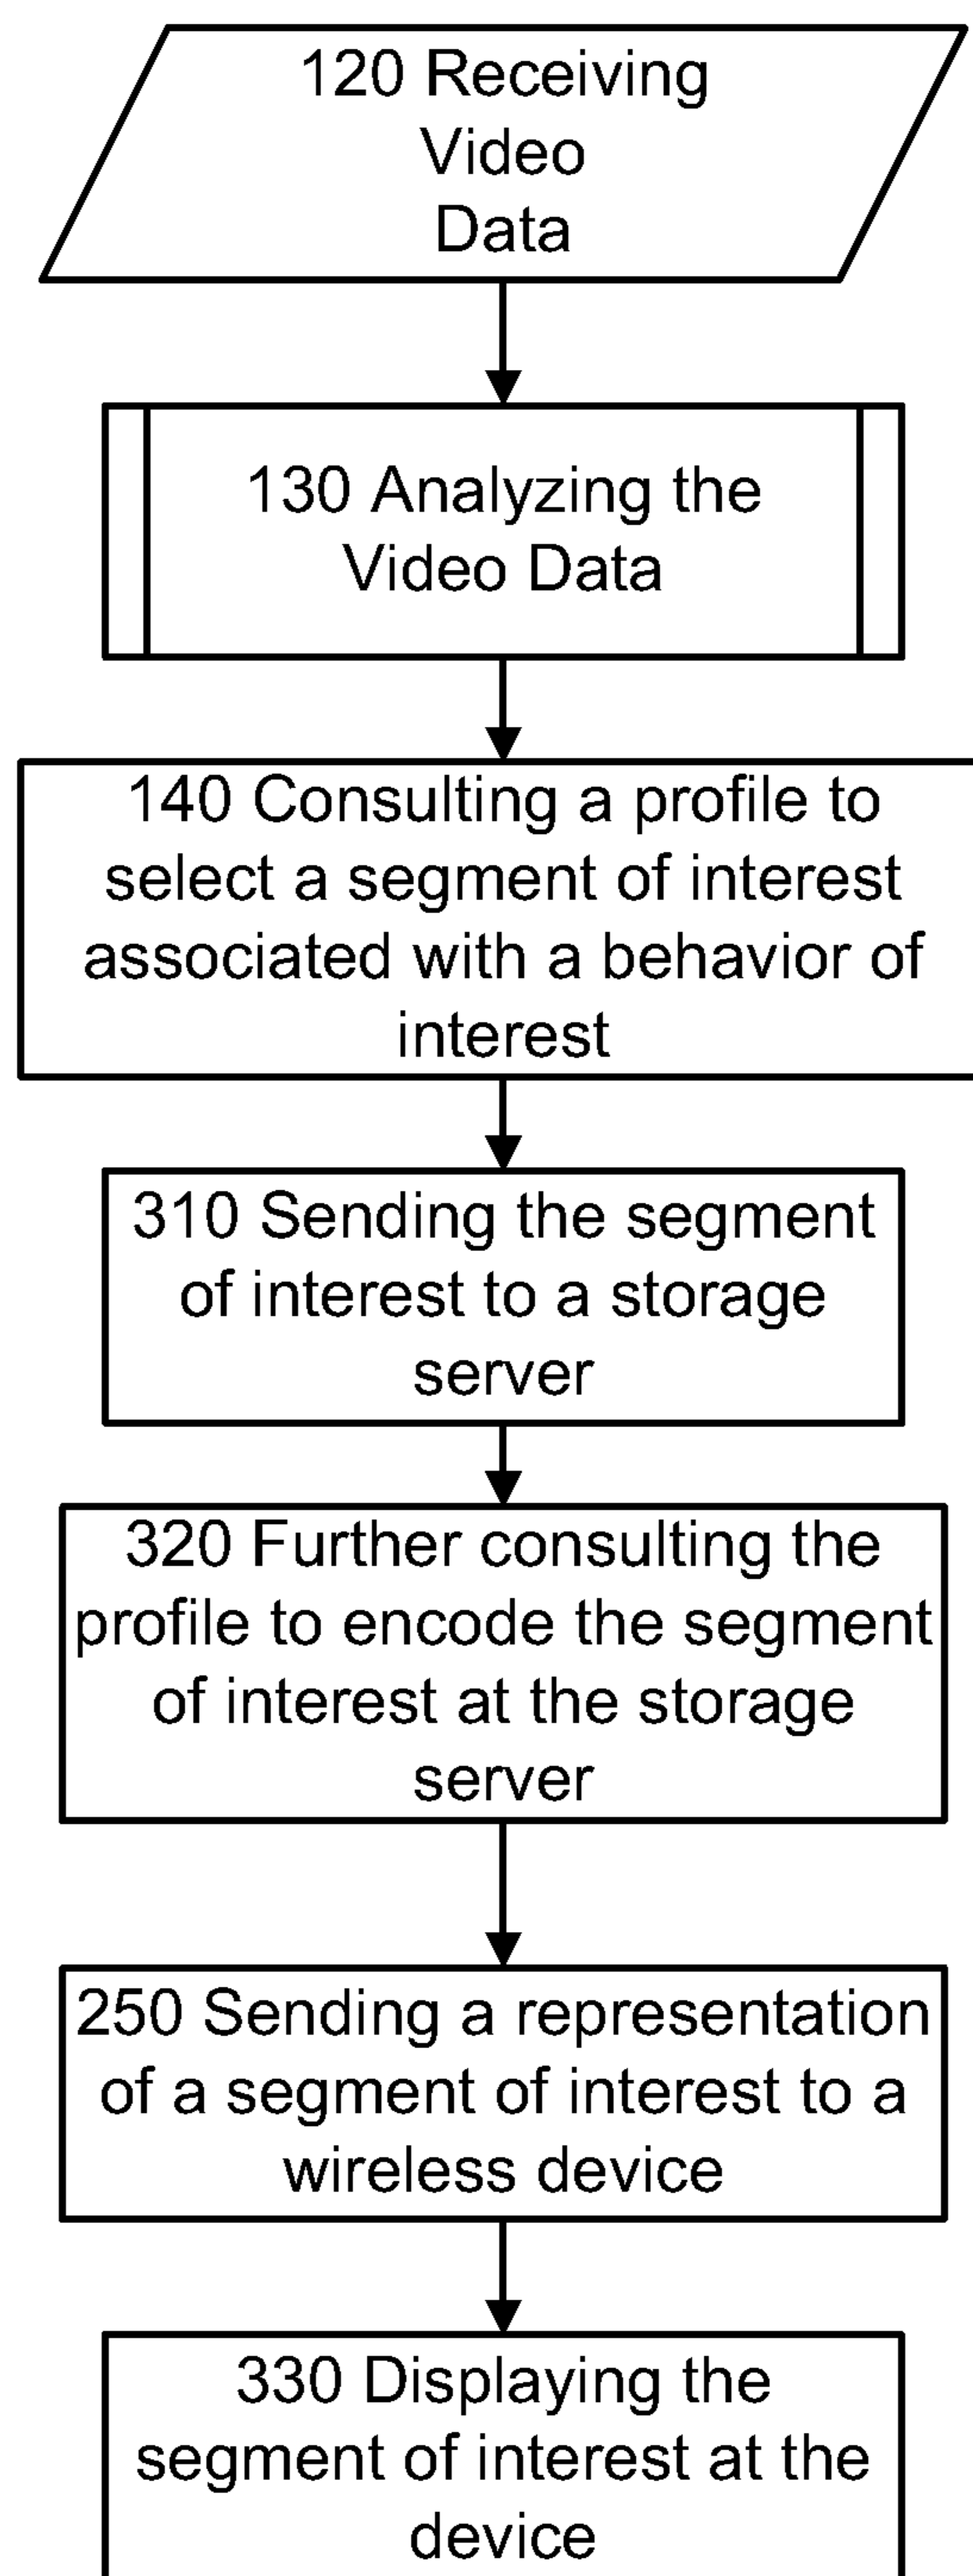 120 Receiving
Video
Data
130 Analyzing the
Video Data
140 Consulting a profile to
select a segment of interest
associated with a behavior of
interest
310 Sending the segment
of interest to a storage
server
320 Further consulting the
profile to encode the segment
of interest at the storage
server
250 Sending a representation
of a segment of interest to a
wireless device
330 Displaying the
segment of interest at the
device